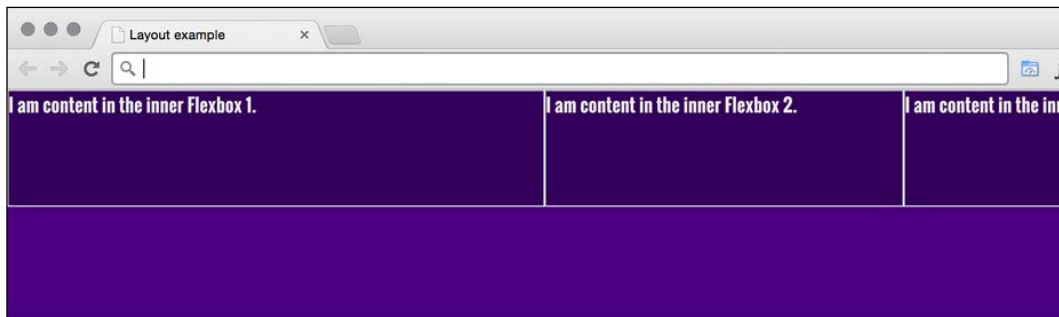 Layout example
I am content in the inner Flexbox 1.
I am content in the inner Flexbox 2.
I am content in the